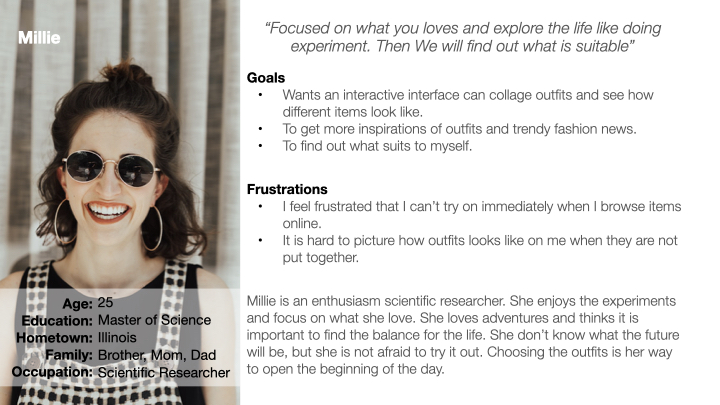 Millie
“Focused on what you loves and explore the life like doing
experiment. Then We will find out what is suitable”
Goals
• Wants an interactive interface can collage outfits and see how
different items look like.
• To get more inspirations of outfits and trendy fashion news.
• To find out what suits to myself.
Frustrations
• I feel frustrated that I can’t try on immediately when I browse items
online.
• It is hard to picture how outfits looks like on me when they are not
put together.
Age: 25
Education: Master of Science
Hometown: Illinois
Family: Brother, Mom, Dad
Occupation: Scientific Researcher
Millie is an enthusiasm scientific researcher. She enjoys the experiments
and focus on what she love. She loves adventures and thinks it is
important to find the balance for the life. She don’t know what the future
will be, but she is not afraid to try it out. Choosing the outfits is her way
to open the beginning of the day.